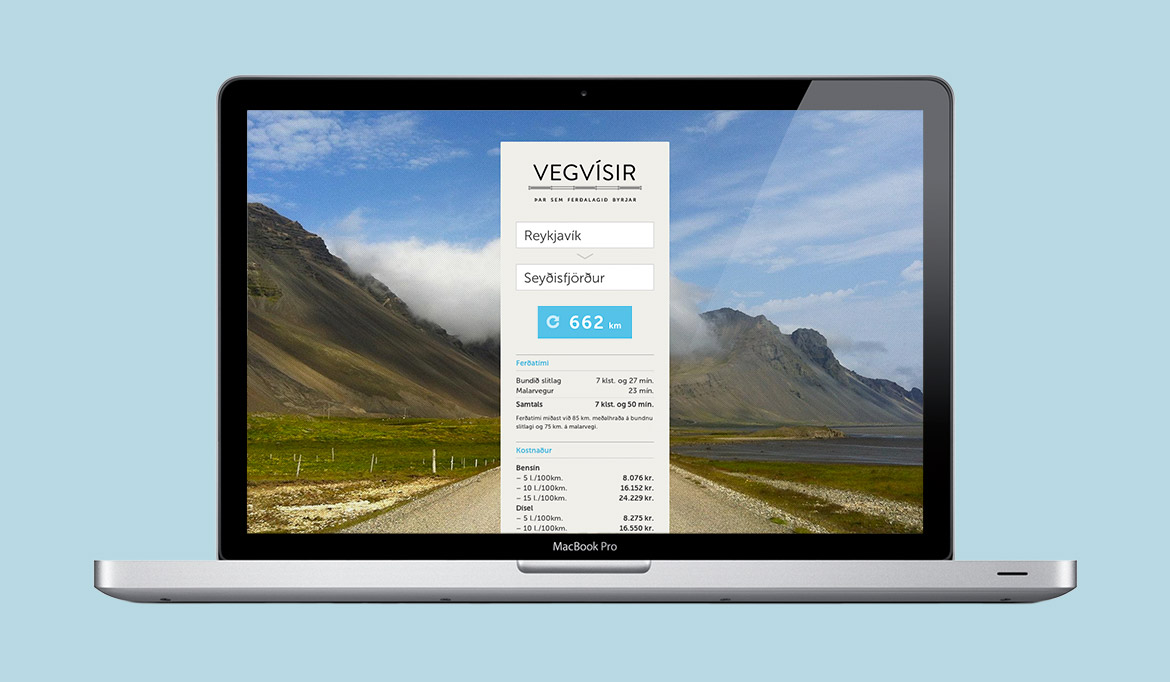 VEGVÍSIR
ÞAR SEM FERÐALAGIÐ BYRJAR
Reykjavík
Seyðisfjörður
662 km
Ferðatími
Bundið slitlag 7 klst. og 27 mín.
Malarvegur 23 mín.
Samtals 7 klst. og 50 mín.
Ferðatími miðast við 85 km. meðalhraða á bundnu
slitlagi og 75 km. á malarvegi.
Kostnaður
Bensín
– 5 l./100km. 8.076 kr.
– 10 l./100km. 16.152 kr.
– 15 l./100km. 24.229 kr.
Dísel
– 5 l./100km. 8.275 kr.
– 10 l./100km. 16.550 kr.
MacBook Pro